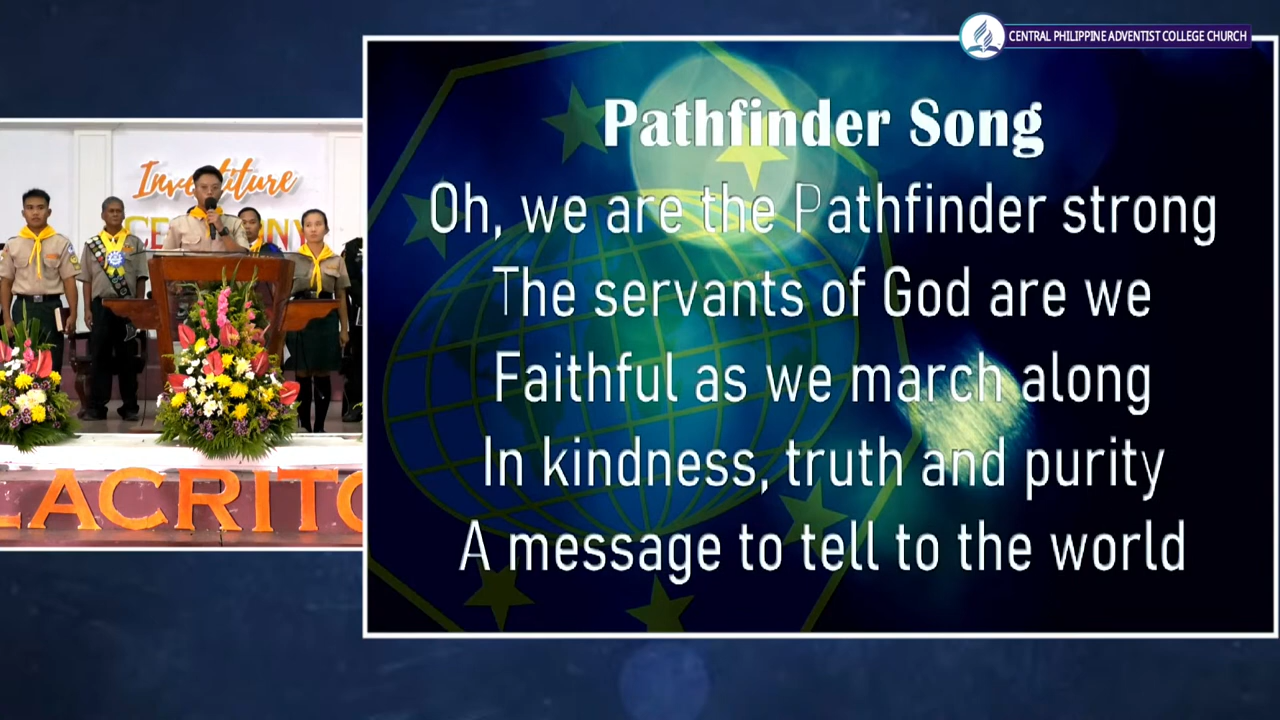 CENTRAL PHILIPPINE ADVENTIST COLLEGE CHURCH
Pathfinder Song
Oh, we are the Pathfinder strong
The servants of God are we
Faithful as we march along
In kindness, truth and purity
A message to tell to the world
Investiture
LACRITO